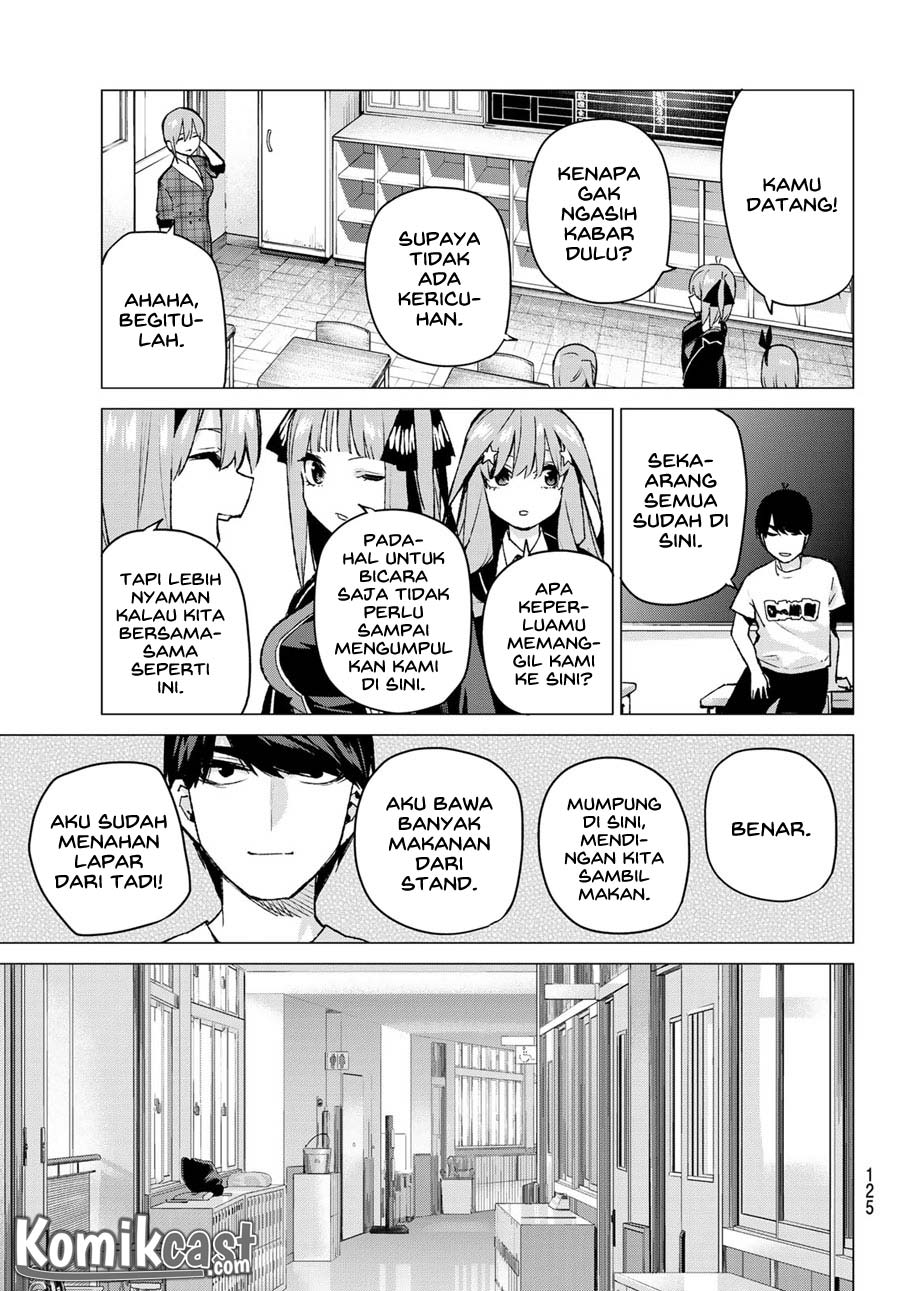 KAMU
DATANG!
KENAPA
GAK
NGASIH
KABAR
DULU?
SUPAYA
TIDAK
ADA
KERICU-
HAN.
AHAHA,
BEGITU-
LAH.
SEKA-
ARANG
SEMUA
SUDAH DI
SINI.
APA
KEPER-
LUAMU
MEMANG-
GIL KAMI
KE SINI?
PADA-
HAL UNTUK
BICARA
SAJA TIDAK
PERLU
SAMPAI
MENGUMPUL
KAN KAMI
DI SINI.
TAPI LEBIH
NYAMAN
KALAU KITA
BERSAMA-
SAMA
SEPERTI
INI.
BENAR.
MUMPUNG
DI SINI,
MENDI-
NGAN KITA
SAMBIL
MAKAN.
AKU BAWA
BANYAK
MAKANAN
DARI
STAND.
AKU SUDAH
MENAHAN
LAPAR
DARI TADI!
125
Komikcast.com